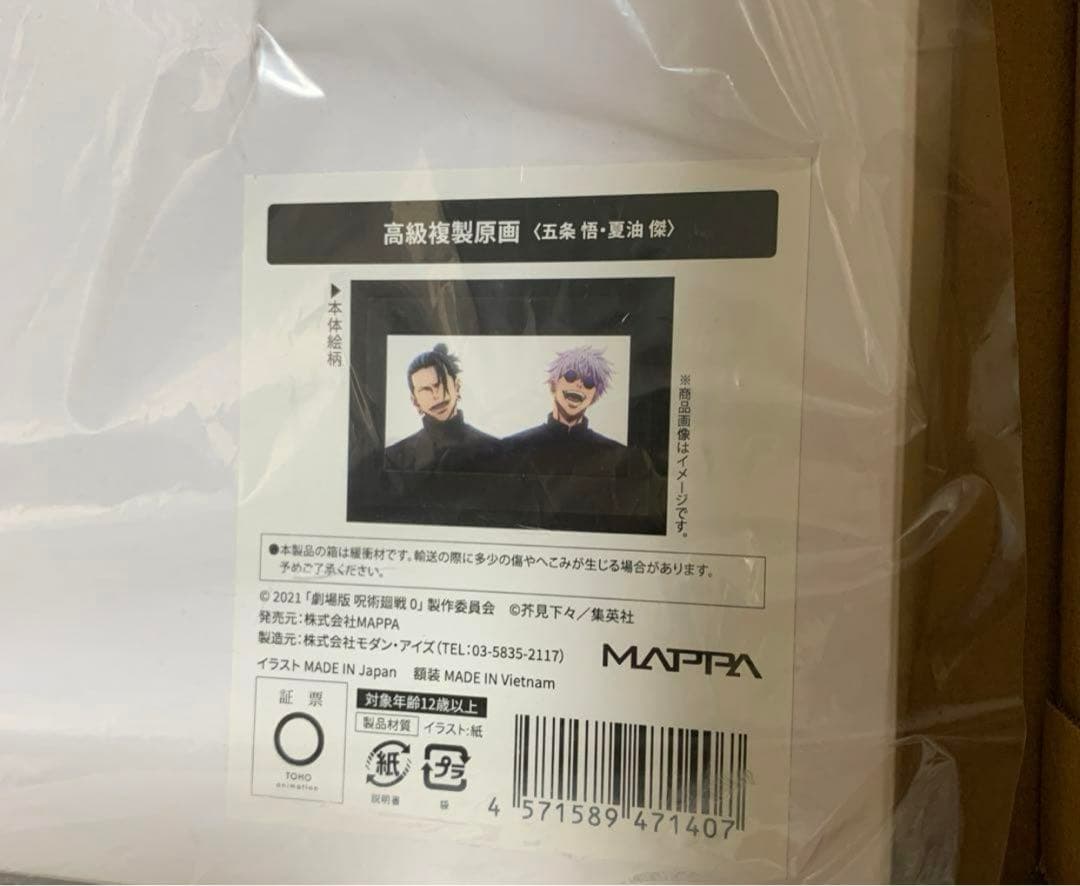 高級複製原画〈五条 悟・夏油 傑〉
▶本体絵柄
※商品画像はイメージです。
●本製品の箱は緩衝材です。輸送の際に多少の傷やへこみが生じる場合があります。
予めご了承ください。
© 2021「劇場版 呪術廻戦 0」製作委員会 ©芥見下々／集英社
発売元：株式会社MAPPA
製造元：株式会社モダン・アイズ（TEL：03-5835-2117）
イラスト MADE IN Japan 額装 MADE IN Vietnam
MAPPA
証 票
TOHO
animation
対象年齢12歳以上
製品材質 イラスト：紙
紙
説明書
プラ
袋
4 571589 471407